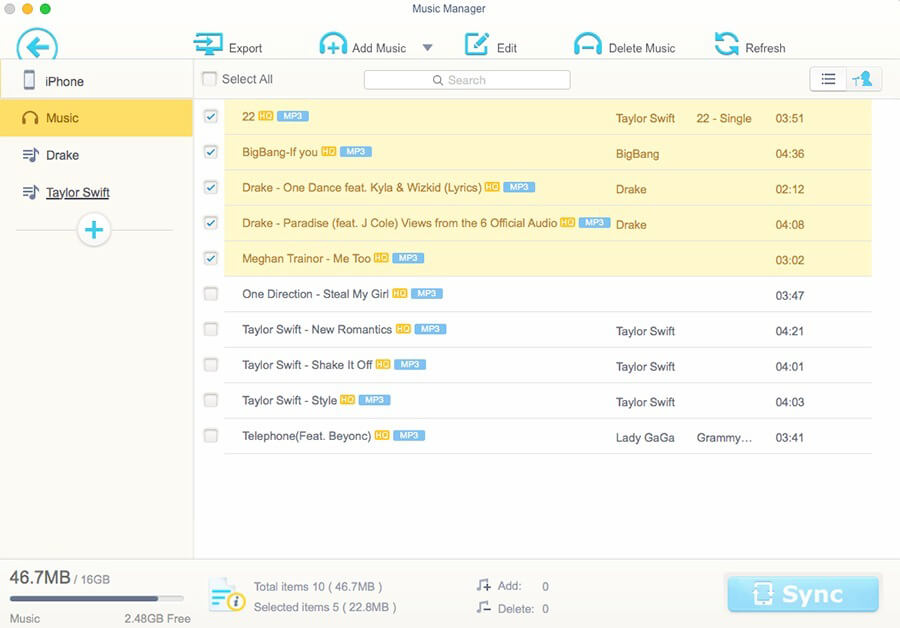 Music Manager
Export Add Music Edit Delete Music Refresh
iPhone
Select All
Search
Music
Drake
Taylor Swift
22 HQ MP3 Taylor Swift 22 - Single 03:51
BigBang-If you HQ MP3 BigBang 04:36
Drake - One Dance feat. Kyla & Wizkid (Lyrics) HQ MP3 Drake 02:12
Drake - Paradise (feat. J Cole) Views from the 6 Official Audio HQ MP3 Drake 04:08
Meghan Trainor - Me Too HQ MP3 03:02
One Direction - Steal My Girl HQ MP3 03:47
Taylor Swift - New Romantics HQ MP3 Taylor Swift 04:21
Taylor Swift - Shake It Off HQ MP3 Taylor Swift 04:01
Taylor Swift - Style HQ MP3 Taylor Swift 04:03
Telephone(Feat. Beyonc) HQ MP3 Lady GaGa Grammy... 03:41
46.7MB / 16GB
Music 2.48GB Free
Total items 10 ( 46.7MB )
Selected items 5 ( 22.8MB )
Add: 0
Delete: 0
Sync